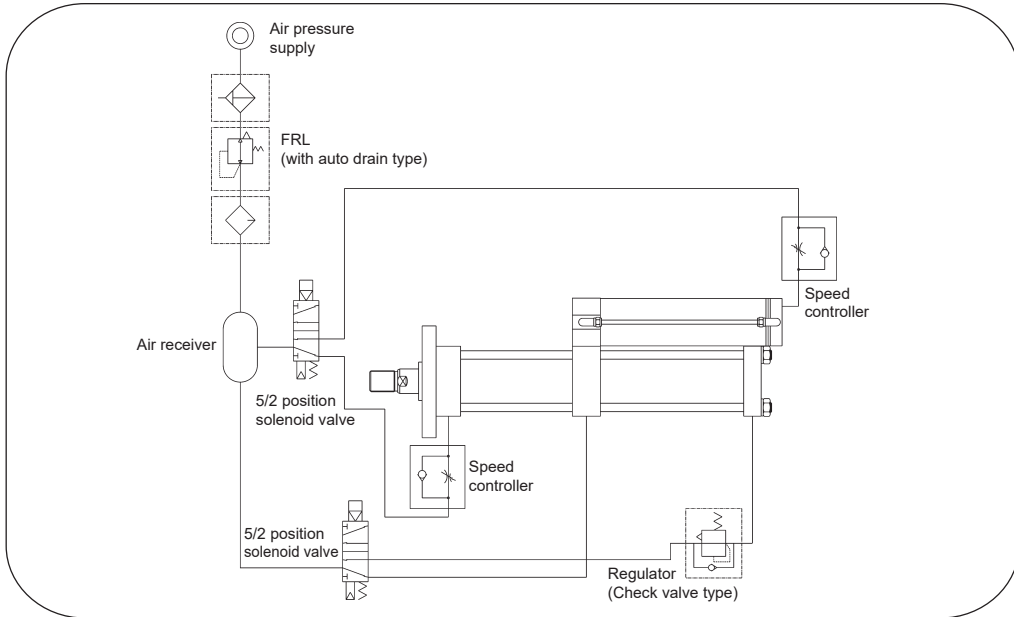 Air pressure
supply
FRL
(with auto drain type)
Speed
controller
Air receiver
5/2 position
solenoid valve
Speed
controller
5/2 position
solenoid valve
Regulator
(Check valve type)